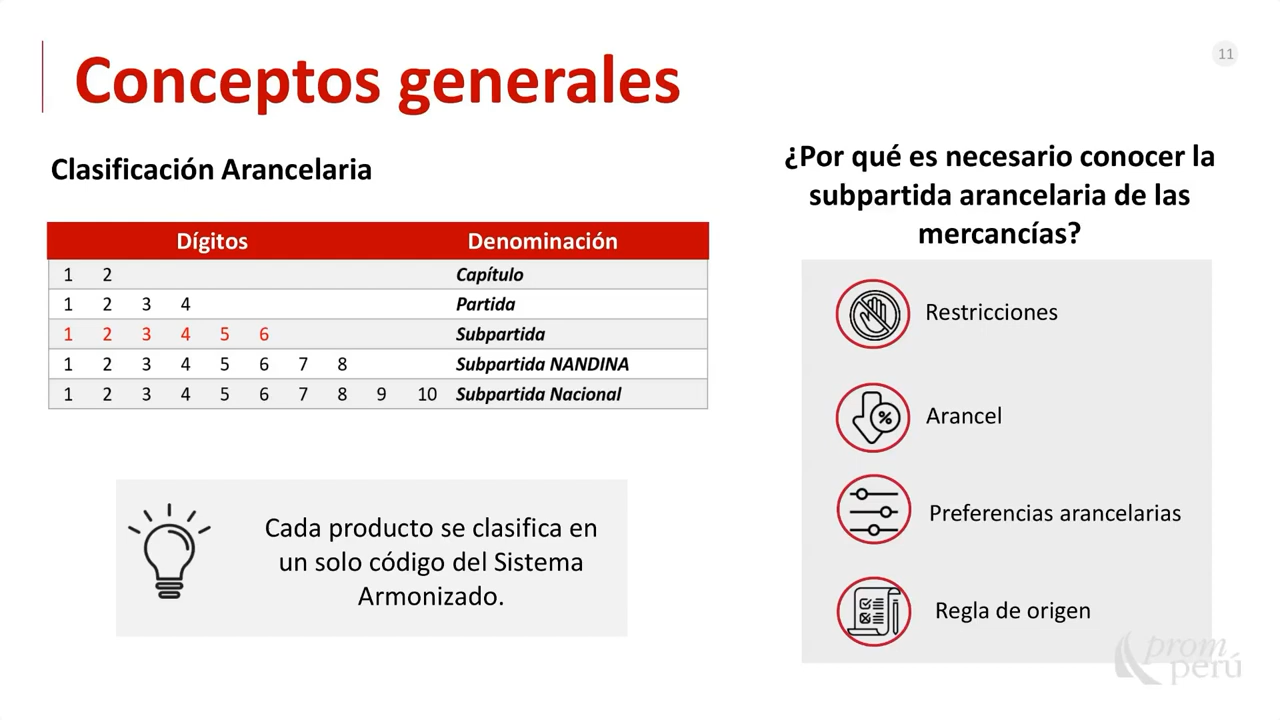 11
Conceptos generales
Clasificación Arancelaria
Dígitos Denominación
1 2 Capítulo
1 2 3 4 Partida
1 2 3 4 5 6 Subpartida
1 2 3 4 5 6 7 8 Subpartida NANDINA
1 2 3 4 5 6 7 8 9 10 Subpartida Nacional
Cada producto se clasifica en
un solo código del Sistema
Armonizado.
¿Por qué es necesario conocer la
subpartida arancelaria de las
mercancías?
Restricciones
Arancel
%
Preferencias arancelarias
Regla de origen
prom
perú